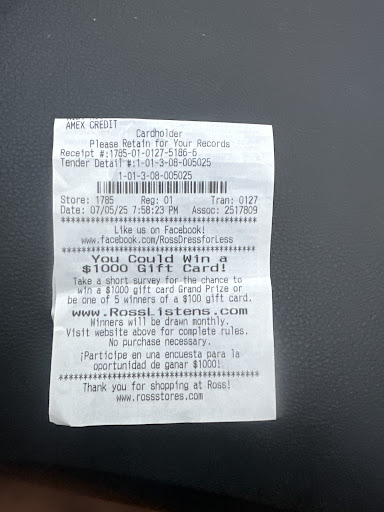 AMEX CREDIT
Cardholder
Please Retain for Your Records
Receipt #:1785-01-0127-5186-6
Tender Detail #:1-01-3-08-005025
1-01-3-08-005025
Store: 1785 Reg: 01 Tran: 0127
Date: 07/05/25 7:58:23 PM Assoc: 2517809
****************************************
Like us on Facebook!
www.facebook.com/RossDressforLess
****************************************
You Could Win a
$1000 Gift Card!
Take a short survey for the chance to
win a $1000 gift card Grand Prize or
be one of 5 winners of a $100 gift card.
www.RossListens.com
Winners will be drawn monthly.
Visit website above for complete rules.
No purchase necessary.
¡Participe en una encuesta para la
oportunidad de ganar $1000!
****************************************
Thank you for shopping at Ross!
www.rossstores.com